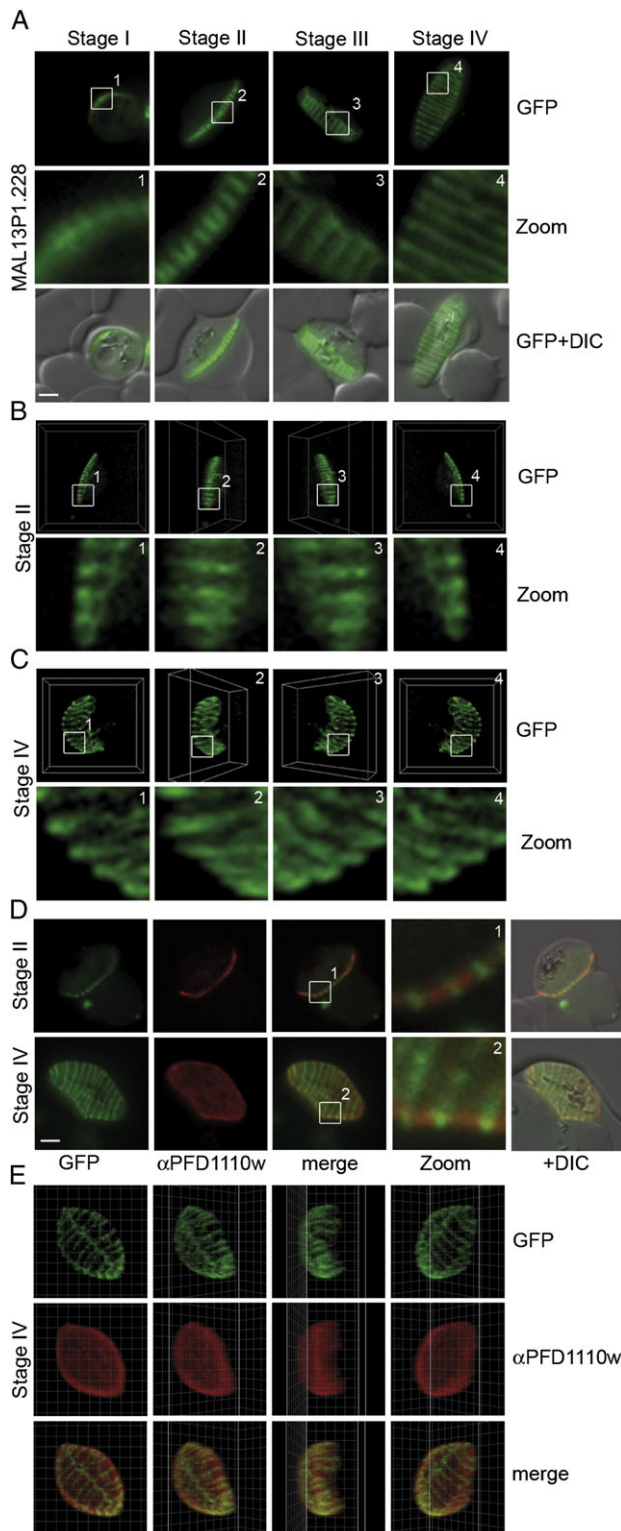 A
Stage I Stage II Stage III Stage IV
MAL13P1.228
1 2 3 4 GFP
1 2 3 4 Zoom
GFP+DIC
B
Stage II
1 2 3 4 GFP
1 2 3 4 Zoom
C
Stage IV
1 2 3 4 GFP
1 2 3 4 Zoom
D
Stage II
1 1
Stage IV
2 2
GFP αPFD1110w merge Zoom +DIC
E
Stage IV
GFP
αPFD1110w
merge